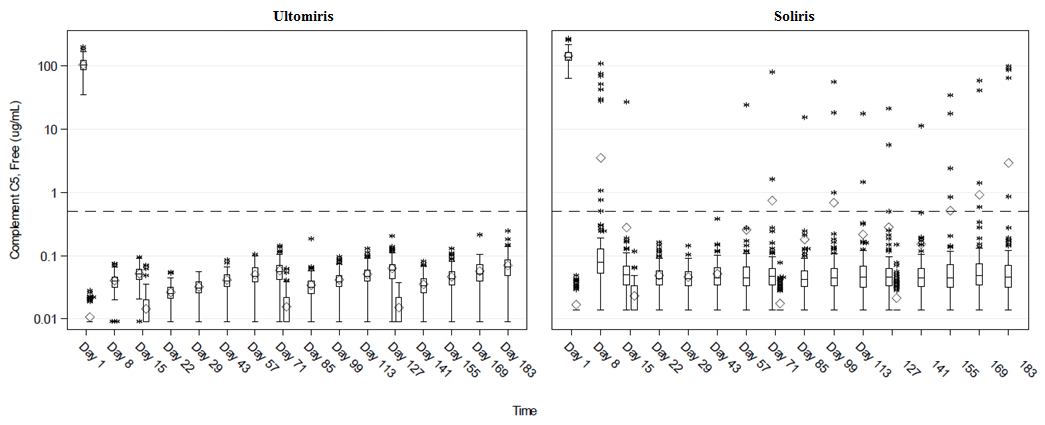 Ultomiris
Soliris
Complement C5, Free (ug/mL)
100
10
1
0.1
0.01
Day 1
Day 8
Day 15
Day 22
Day 29
Day 43
Day 57
Day 71
Day 85
Day 99
Day 113
Day 127
Day 141
Day 155
Day 169
Day 183
Day 1
Day 8
Day 15
Day 22
Day 29
Day 43
Day 57
Day 71
Day 85
Day 99
Day 113
127
141
155
169
183
Time